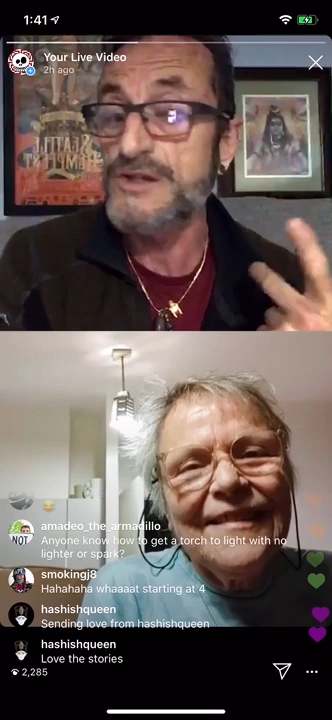 1:41
Your Live Video
2h ago
SEATTLE
HEMPFEST
NOT
amadeo_the_armadillo
Anyone know how to get a torch to light with no
lighter or spark?
smokingj8
Hahahaha whaaaat starting at 4
hashishqueen
Sending love from hashishqueen
hashishqueen
Love the stories
2,285